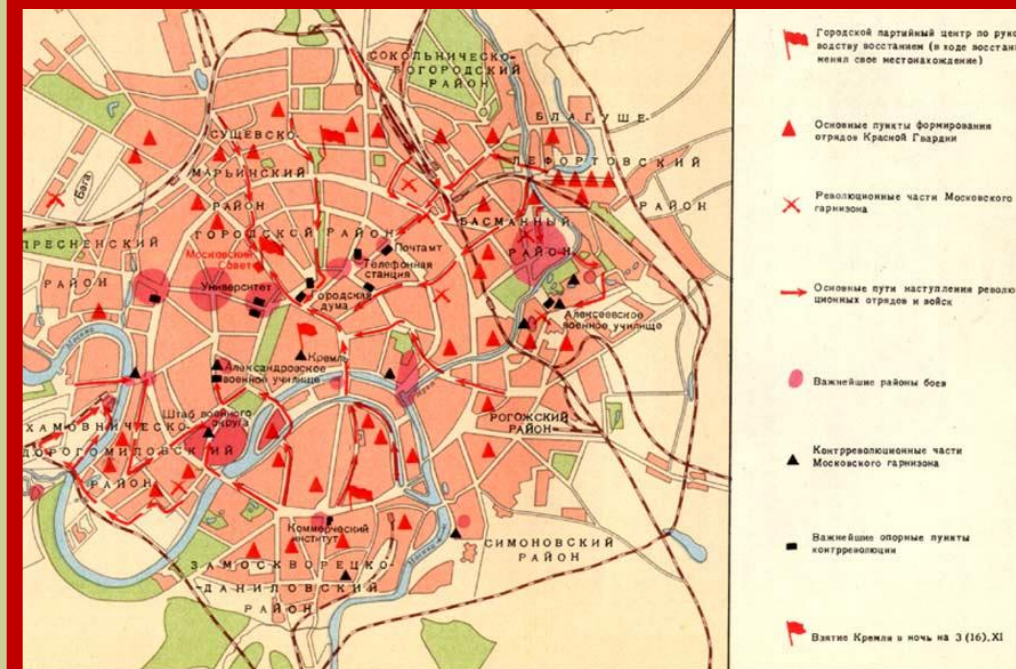 СОКОЛЬНИЧЕСКО-
БОГОРОДСКИЙ
РАЙОН
БЛАГУШЕ-
ЛЕФОРТОВСКИЙ
РАЙОН
СУЩЕВСКО-
МАРЬИНСКИЙ
РАЙОН
Бега
ГОРОДСКОЙ РАЙОН
БАСМАННЫЙ
РАЙОН
ПРЕСНЕНСКИЙ
РАЙОН
Московский
Совет
Почтамт
Телефонная
станция
Университет
Городская
дума
Алексеевское
военное училище
Кремль
Александровское
военное училище
Штаб военного
округа
РОГОЖСКИЙ
РАЙОН
ХАМОВНИЧЕСКО-
ДОРОГОМИЛОВСКИЙ
РАЙОН
Коммерческий
институт
СИМОНОВСКИЙ
РАЙОН
ЗАМОСКВОРЕЦКО-
-ДАНИЛОВСКИЙ
РАЙОН
Городской партийный центр по руко
водству восстанием (в ходе восстани
менял свое местонахождение)
Основные пункты формирования
отрядов Красной Гвардии
Революционные части Московского
гарнизона
Основные пути наступления револю
ционных отрядов и войск
Важнейшие районы боев
Контрреволюционные части
Московского гарнизона
Важнейшие опорные пункты
контрреволюции
Взятие Кремля в ночь на 3 (16).XI